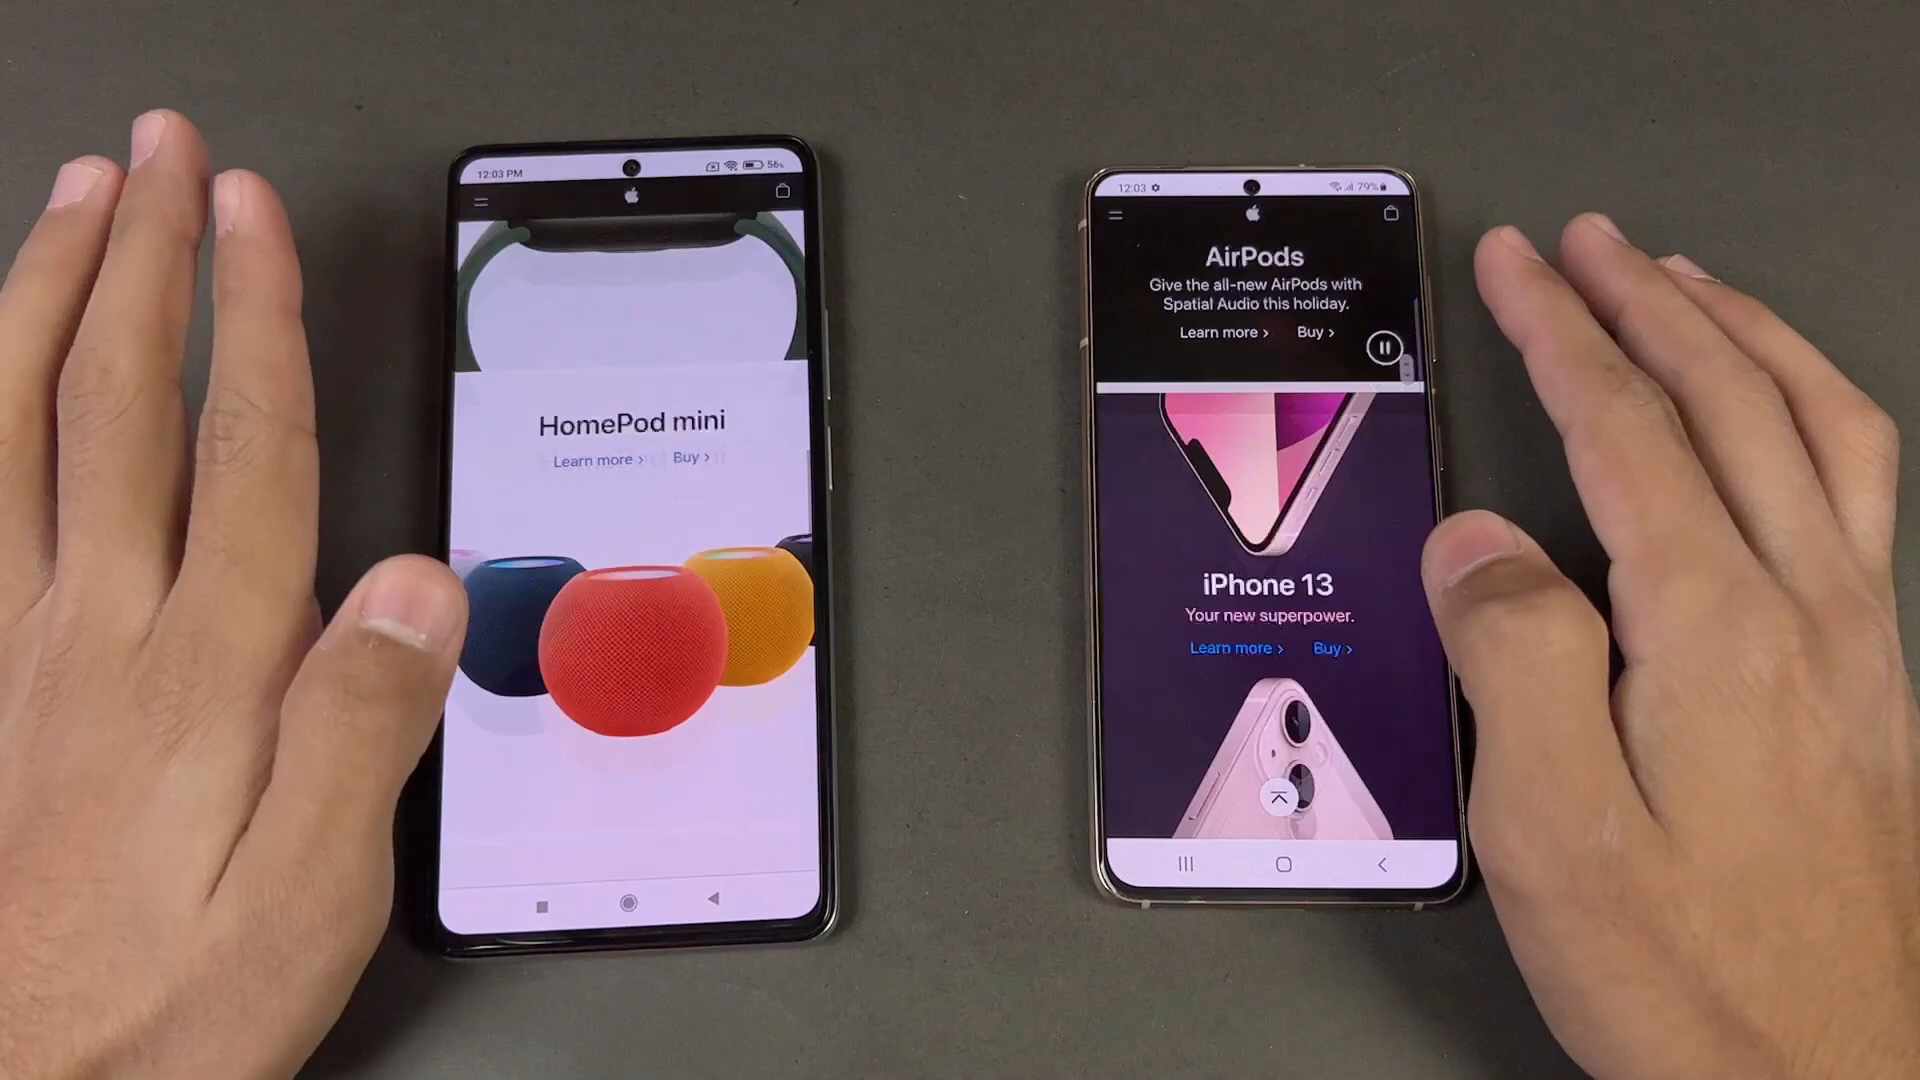 12:03 PM
56%
HomePod mini
Learn more ›
Buy ›
12:03
79%
AirPods
Give the all-new AirPods with
Spatial Audio this holiday.
Learn more ›
Buy ›
iPhone 13
Your new superpower.
Learn more ›
Buy ›